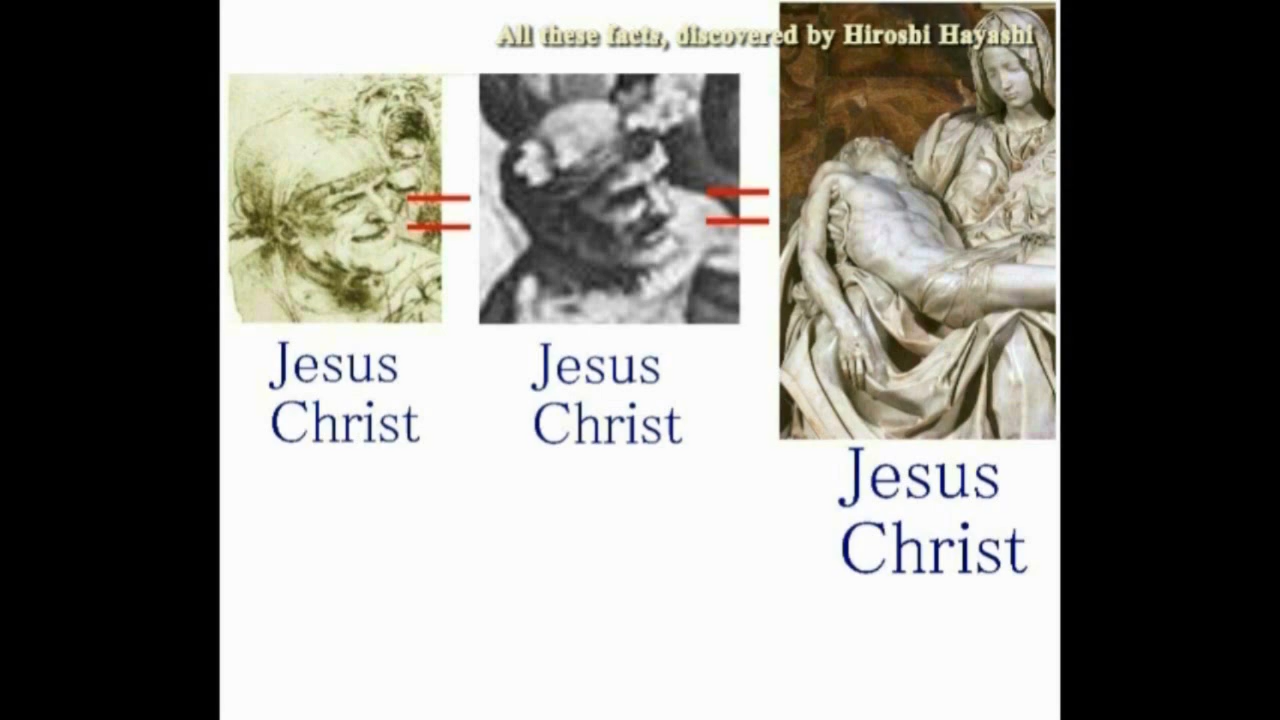 All these facts, discovered by Hiroshi Hayashi
Jesus
Christ
Jesus
Christ
Jesus
Christ